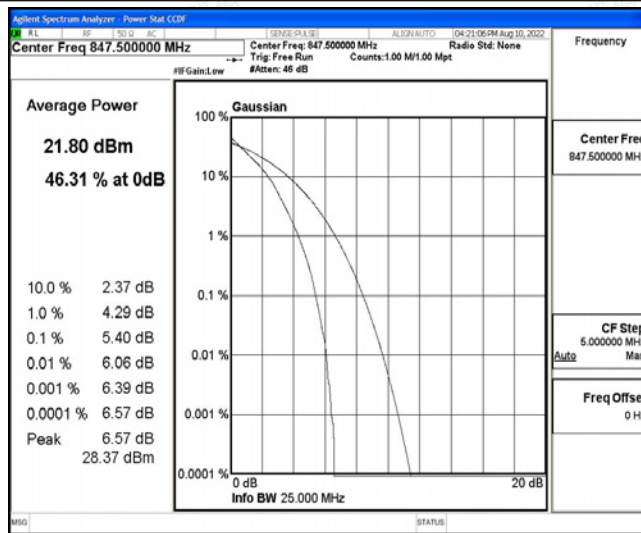 Agilent Spectrum Analyzer - Power Stat CCDF
RL RF 50 Ω AC SENSE:PULSE ALIGN AUTO 04:21:06 PM Aug 10, 2022
Center Freq 847.500000 MHz
Center Freq: 847.500000 MHz Radio Std: None
Trig: Free Run Counts:1.00 M/1.00 Mpt
#IFGain:Low #Atten: 46 dB
Frequency
Average Power
21.80 dBm
46.31 % at 0dB
10.0 % 2.37 dB
1.0 % 4.29 dB
0.1 % 5.40 dB
0.01 % 6.06 dB
0.001 % 6.39 dB
0.0001 % 6.57 dB
Peak 6.57 dB
28.37 dBm
Gaussian
100 %
10 %
1 %
0.1 %
0.01 %
0.001 %
0.0001 %
0 dB 20 dB
Info BW 25.000 MHz
Center Fre
847.500000 MH
CF Ste
5.000000 MH
Auto Ma
Freq Offse
0 H
MSG STATUS